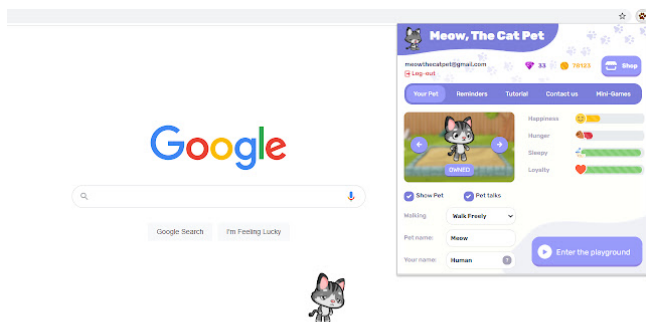 Meow, The Cat Pet
meowthecatpet@gmail.com
33
Shop
Log-out
Your Pet Reminders Tutorial Contact us Mini-Games
Google
OWNED
Happiness
Hunger
Sleepy
Loyalty
Show Pet Pet talks
Walking Walk Freely
Pet name: Meow
Your name: Human
Enter the playground
Google Search I'm Feeling Lucky